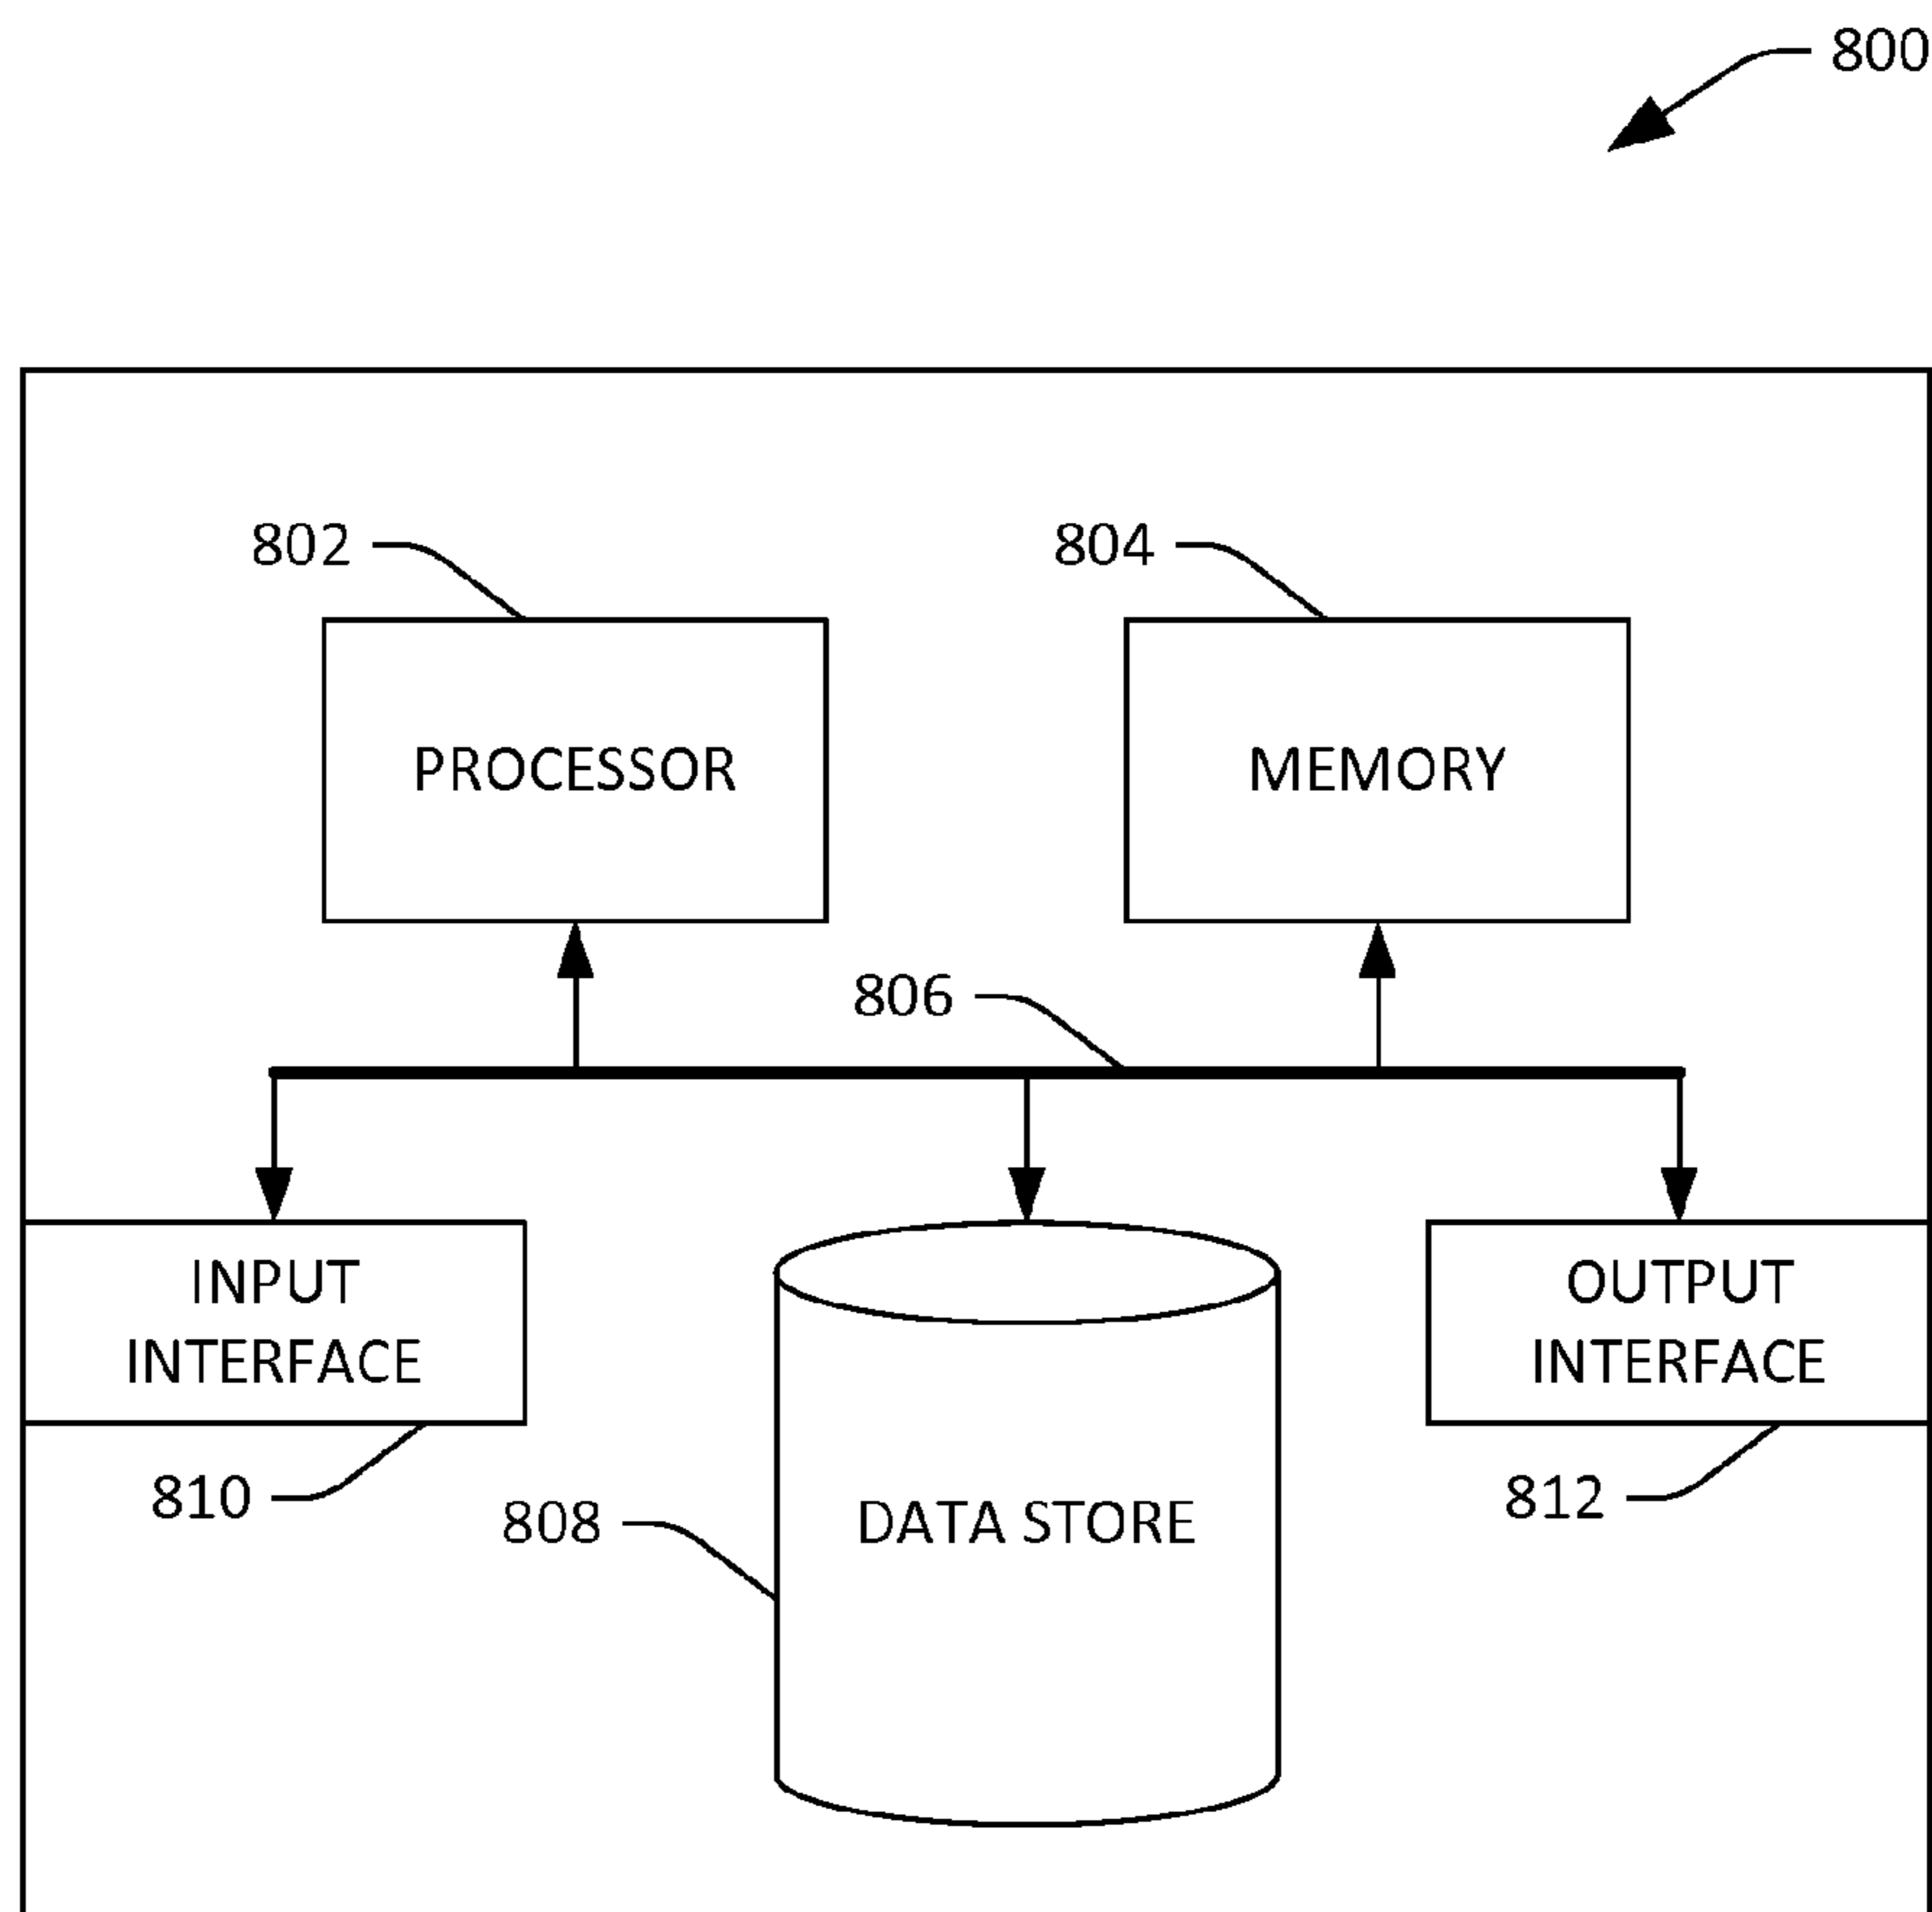 800
802
804
PROCESSOR
MEMORY
806
INPUT
INTERFACE
OUTPUT
INTERFACE
810
808
DATA STORE
812